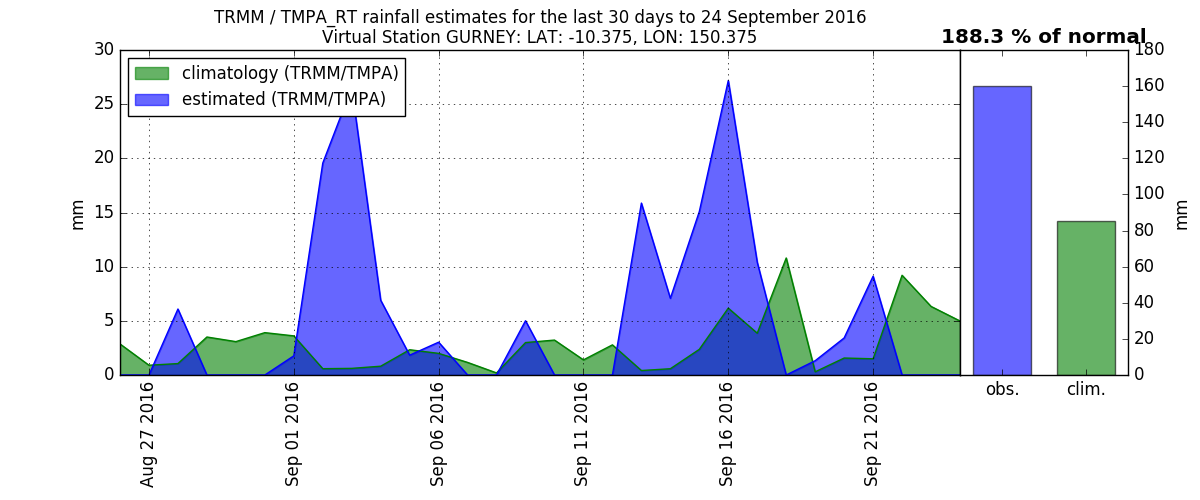 TRMM / TMPA_RT rainfall estimates for the last 30 days to 24 September 2016
Virtual Station GURNEY: LAT: -10.375, LON: 150.375
188.3 % of normal
climatology (TRMM/TMPA)
estimated (TRMM/TMPA)
30
25
20
15
10
5
0
mm
Aug 27 2016
Sep 01 2016
Sep 06 2016
Sep 11 2016
Sep 16 2016
Sep 21 2016
180
160
140
120
100
80
60
40
20
0
mm
obs.
clim.